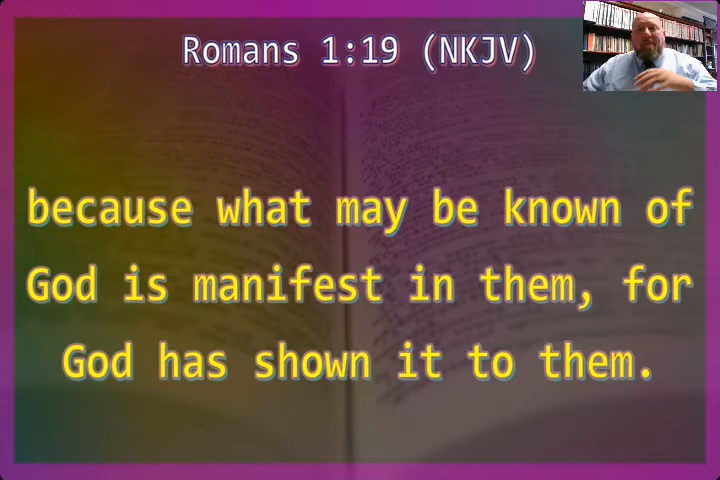 Romans 1:19 (NKJV)
because what may be known of
God is manifest in them, for
God has shown it to them.